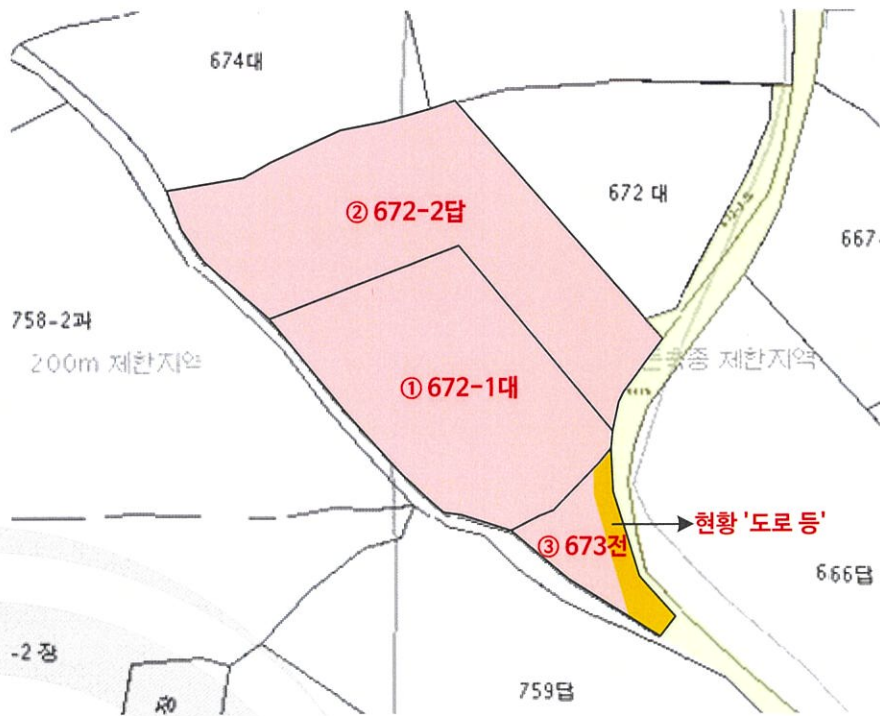 674대
② 672-2답
672 대
667
758-2과
200m 제한지역
종 제한지역
① 672-1대
현황 '도로 등'
③ 673전
666답
-2 장
759답